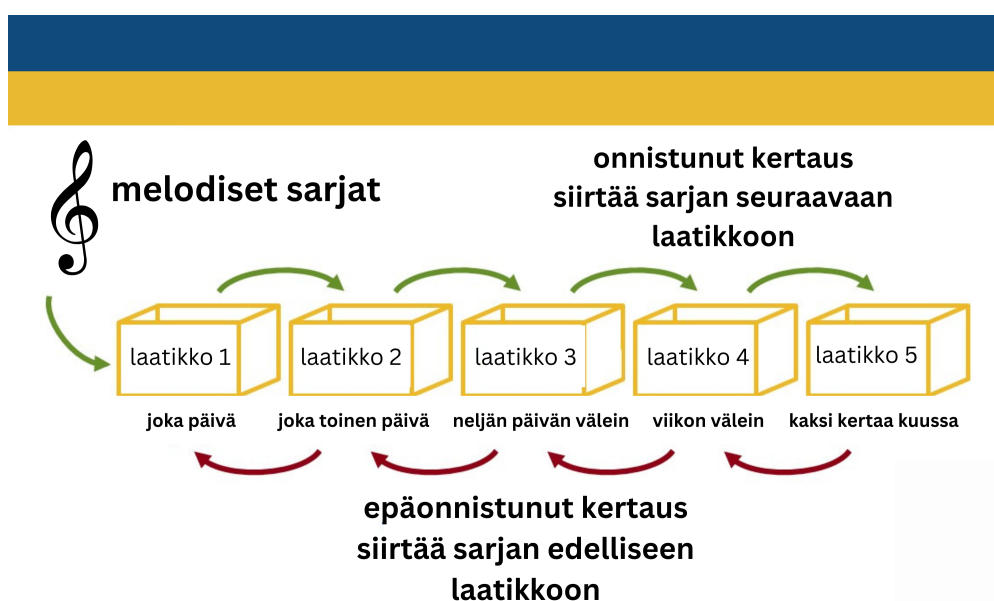 melodiset sarjat
onnistunut kertaus
siirtää sarjan seuraavaan
laatikkoon
laatikko 1
laatikko 2
laatikko 3
laatikko 4
laatikko 5
joka päivä
joka toinen päivä
neljän päivän välein
viikon välein
kaksi kertaa kuussa
epäonnistunut kertaus
siirtää sarjan edelliseen
laatikkoon